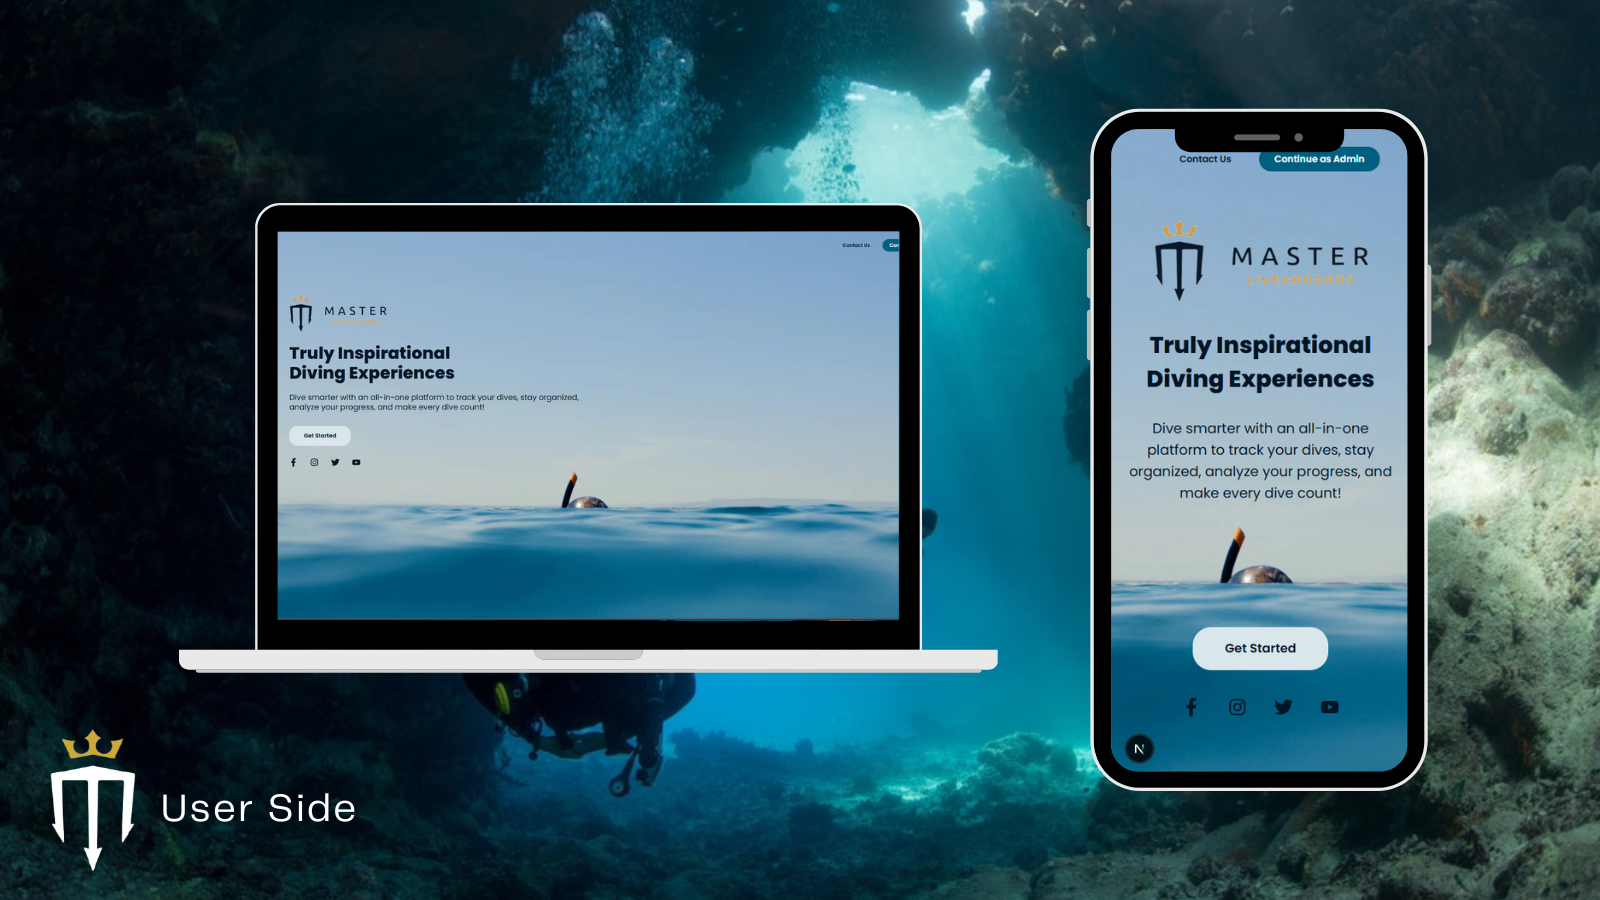 Contact Us
Con
MASTER
Truly Inspirational
Diving Experiences
Dive smarter with an all-in-one platform to track your dives, stay organized,
analyze your progress, and make every dive count!
Get Started
Contact Us
Continue as Admin
MASTER
LIVEABOARDS
Truly Inspirational
Diving Experiences
Dive smarter with an all-in-one
platform to track your dives, stay
organized, analyze your progress, and
make every dive count!
Get Started
N
User Side